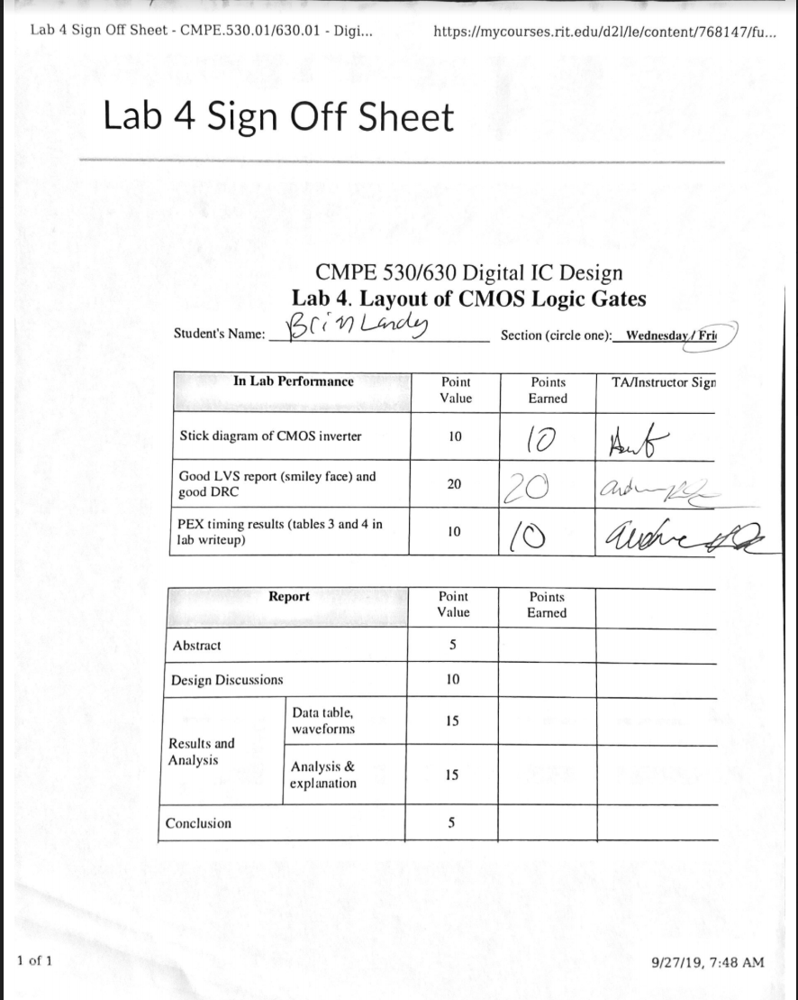 Lab 4 Sign Off Sheet - CMPE.530.01/630.01 - Digi...
https://mycourses.rit.edu/d2l/le/content/768147/fu...
Lab 4 Sign Off Sheet
CMPE 530/630 Digital IC Design
Lab 4. Layout of CMOS Logic Gates
Student's Name: Brin Landy
Section (circle one): Wednesday / Fri
In Lab Performance
Point
Value
Points
Earned
TA/Instructor Sign
Stick diagram of CMOS inverter
10
10
Good LVS report (smiley face) and
good DRC
20
20
PEX timing results (tables 3 and 4 in
lab writeup)
10
10
Report
Point
Value
Points
Earned
Abstract
5
Design Discussions
10
Results and
Analysis
Data table,
waveforms
15
Analysis &
explanation
15
Conclusion
5
1 of 1
9/27/19, 7:48 AM